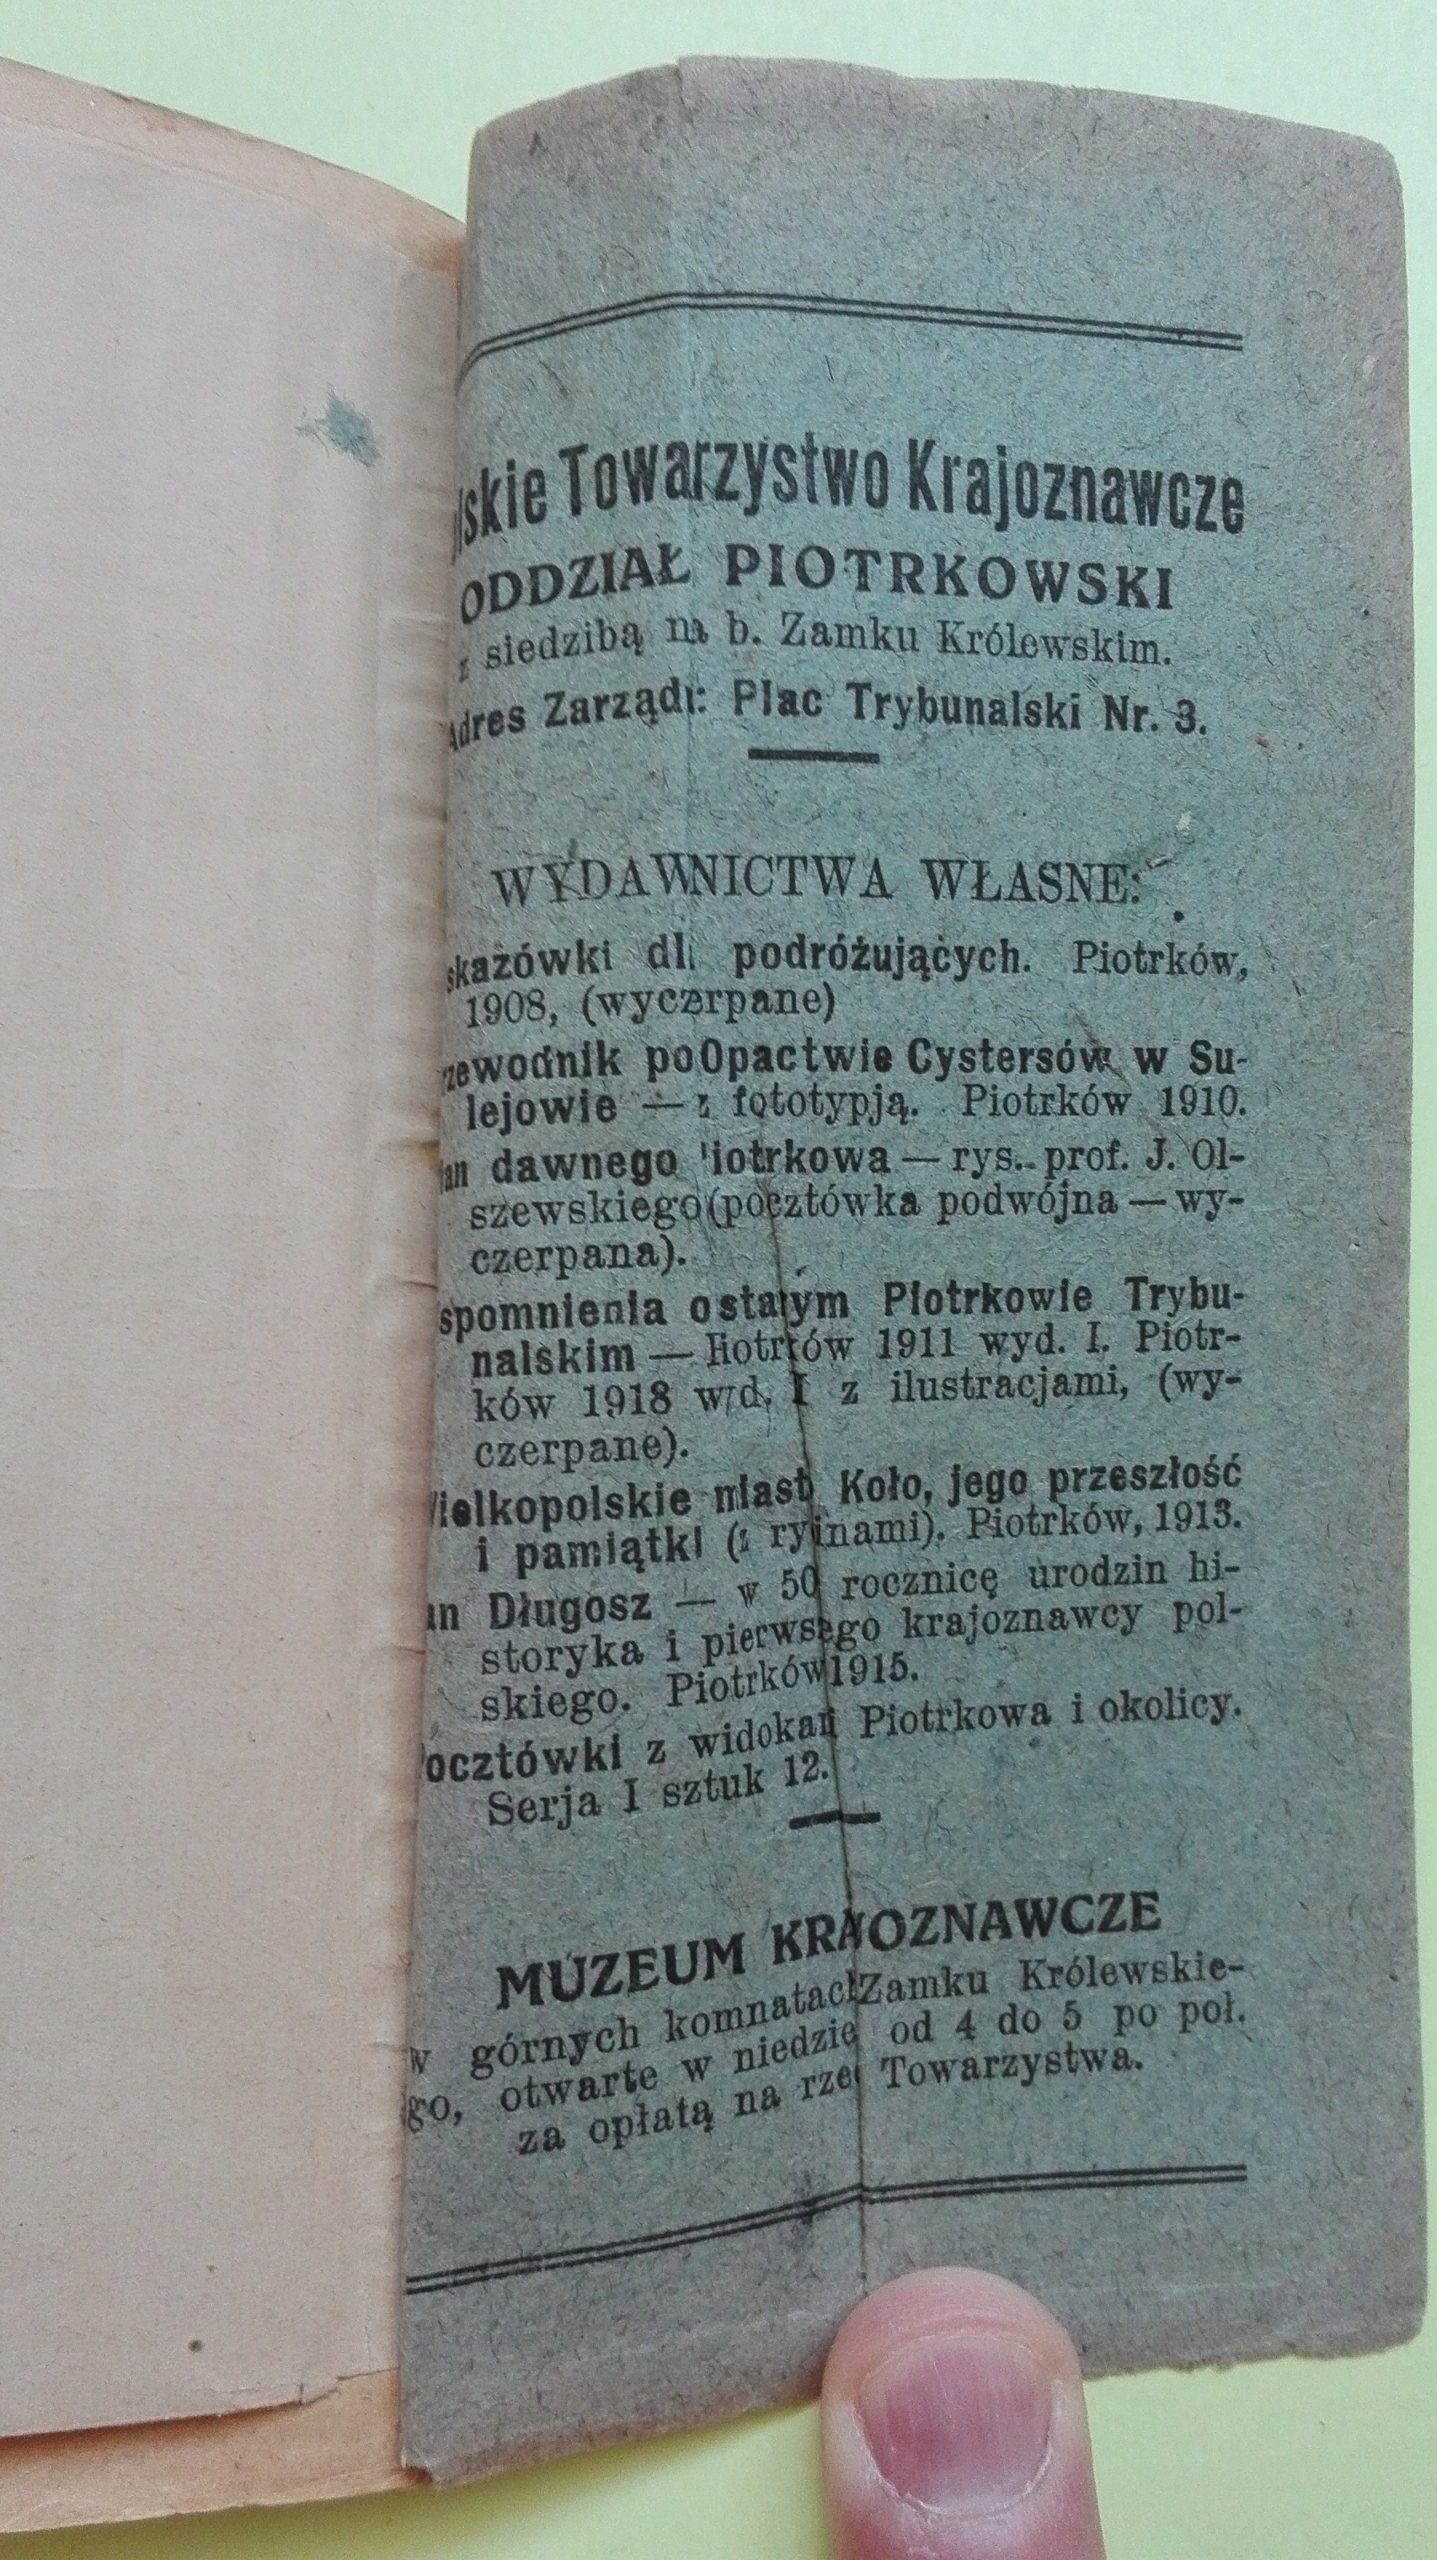 lskie Towarzystwo Krajoznawcze
ODDZIAŁ PIOTRKOWSKI
z siedzibą na b. Zamku Królewskim.
Adres Zarządu: Plac Trybunalski Nr. 3.
WYDAWNICTWA WŁASNE:
skazówki dl podróżujących. Piotrków,
1908, (wyczerpane)
zewodnik po Opactwie Cystersów w Su-
lejowie — z fototypją. Piotrków 1910.
lan dawnego iotrkowa — rys. prof. J. Ol-
szewskiego (pocztówka podwójna — wy-
czerpana).
spomnienia o starym Piotrkowie Trybu-
nalskim — Piotrków 1911 wyd. I. Piotr-
ków 1918 wyd. I z ilustracjami, (wy-
czerpane).
Wielkopolskie miasto Koło, jego przeszłość
i pamiątki (z rycinami). Piotrków, 1913.
an Długosz — w 50 rocznicę urodzin hi-
storyka i pierwszego krajoznawcy pol-
skiego. Piotrków 1915.
Pocztówki z widokami Piotrkowa i okolicy.
Serja I sztuk 12.
MUZEUM KRAJOZNAWCZE
w górnych komnatach Zamku Królewskie-
go, otwarte w niedzie od 4 do 5 po poł.
za opłatą na rze Towarzystwa.